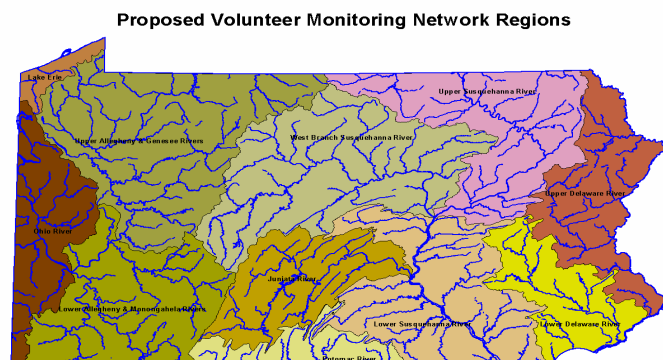 Proposed Volunteer Monitoring Network Regions
Lake Erie
Upper Susquehanna River
Upper Allegheny & Genesee Rivers
West Branch Susquehanna River
Upper Delaware River
Ohio River
Juniata River
Lower Allegheny & Monongahela Rivers
Lower Susquehanna River
Lower Delaware River
Potomac River